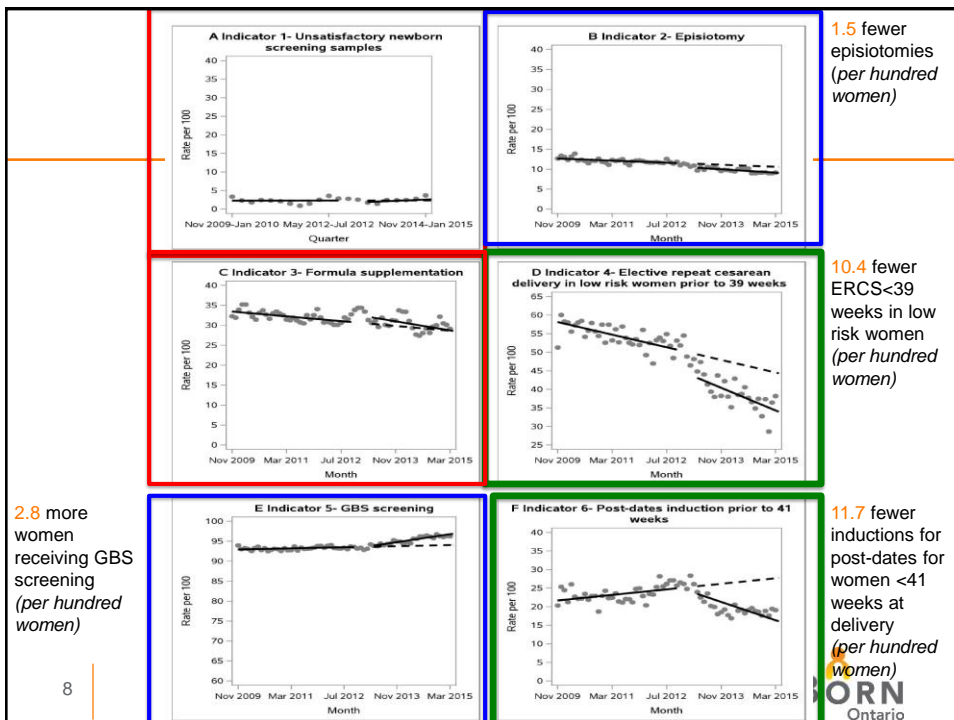 A Indicator 1- Unsatisfactory newborn
screening samples
40
35
30
25
20
15
10
5
0
Rate per 100
Nov 2009-Jan 2010 May 2012-Jul 2012 Nov 2014-Jan 2015
Quarter
B Indicator 2- Episiotomy
40
35
30
25
20
15
10
5
0
Rate per 100
Nov 2009 Mar 2011 Jul 2012 Nov 2013 Mar 2015
Month
1.5 fewer
episiotomies
(per hundred
women)
C Indicator 3- Formula supplementation
40
35
30
25
20
15
10
5
0
Rate per 100
Nov 2009 Mar 2011 Jul 2012 Nov 2013 Mar 2015
Month
D Indicator 4- Elective repeat cesarean
delivery in low risk women prior to 39 weeks
65
60
55
50
45
40
35
30
25
Rate per 100
Nov 2009 Mar 2011 Jul 2012 Nov 2013 Mar 2015
Month
10.4 fewer
ERCS<39
weeks in low
risk women
(per hundred
women)
2.8 more
women
receiving GBS
screening
(per hundred
women)
E Indicator 5- GBS screening
100
95
90
85
80
75
70
65
60
Rate per 100
Nov 2009 Mar 2011 Jul 2012 Nov 2013 Mar 2015
Month
F Indicator 6- Post-dates induction prior to 41
weeks
40
35
30
25
20
15
10
5
0
Rate per 100
Nov 2009 Mar 2011 Jul 2012 Nov 2013 Mar 2015
Month
11.7 fewer
inductions for
post-dates for
women <41
weeks at
delivery
(per hundred
women)
8
BORN
Ontario